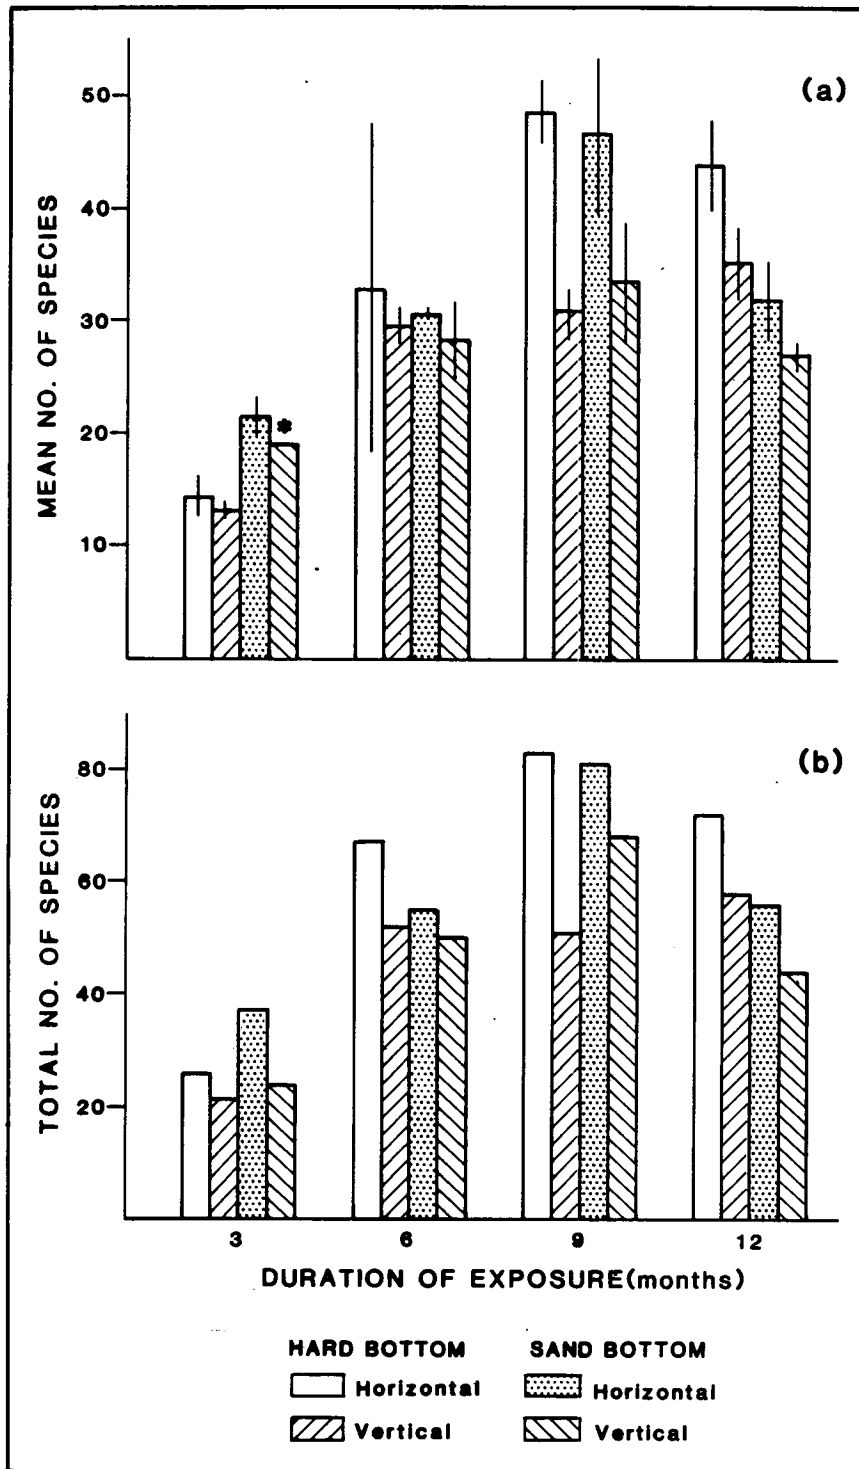 (a)
50
40
30
20
10
MEAN NO. OF SPECIES
*
(b)
80
60
40
20
TOTAL NO. OF SPECIES
3 6 9 12
DURATION OF EXPOSURE(months)
HARD BOTTOM SAND BOTTOM
Horizontal Horizontal
Vertical Vertical